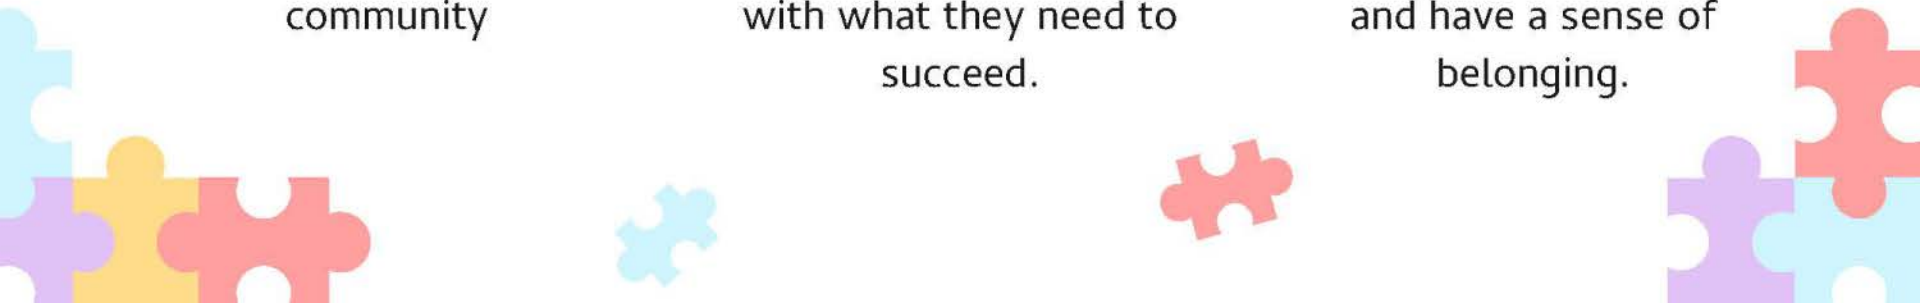 community
with what they need to
succeed.
and have a sense of
belonging.